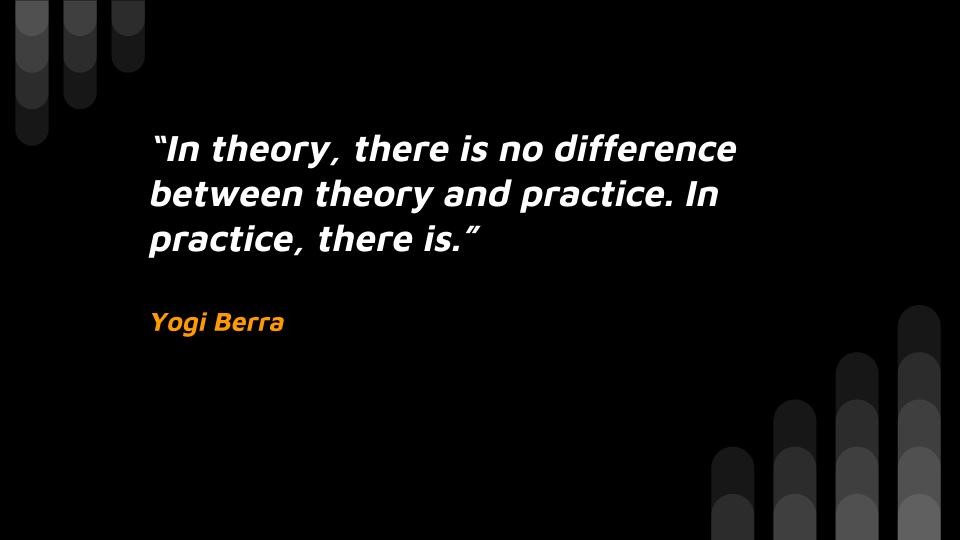 “In theory, there is no difference
between theory and practice. In
practice, there is.”
Yogi Berra